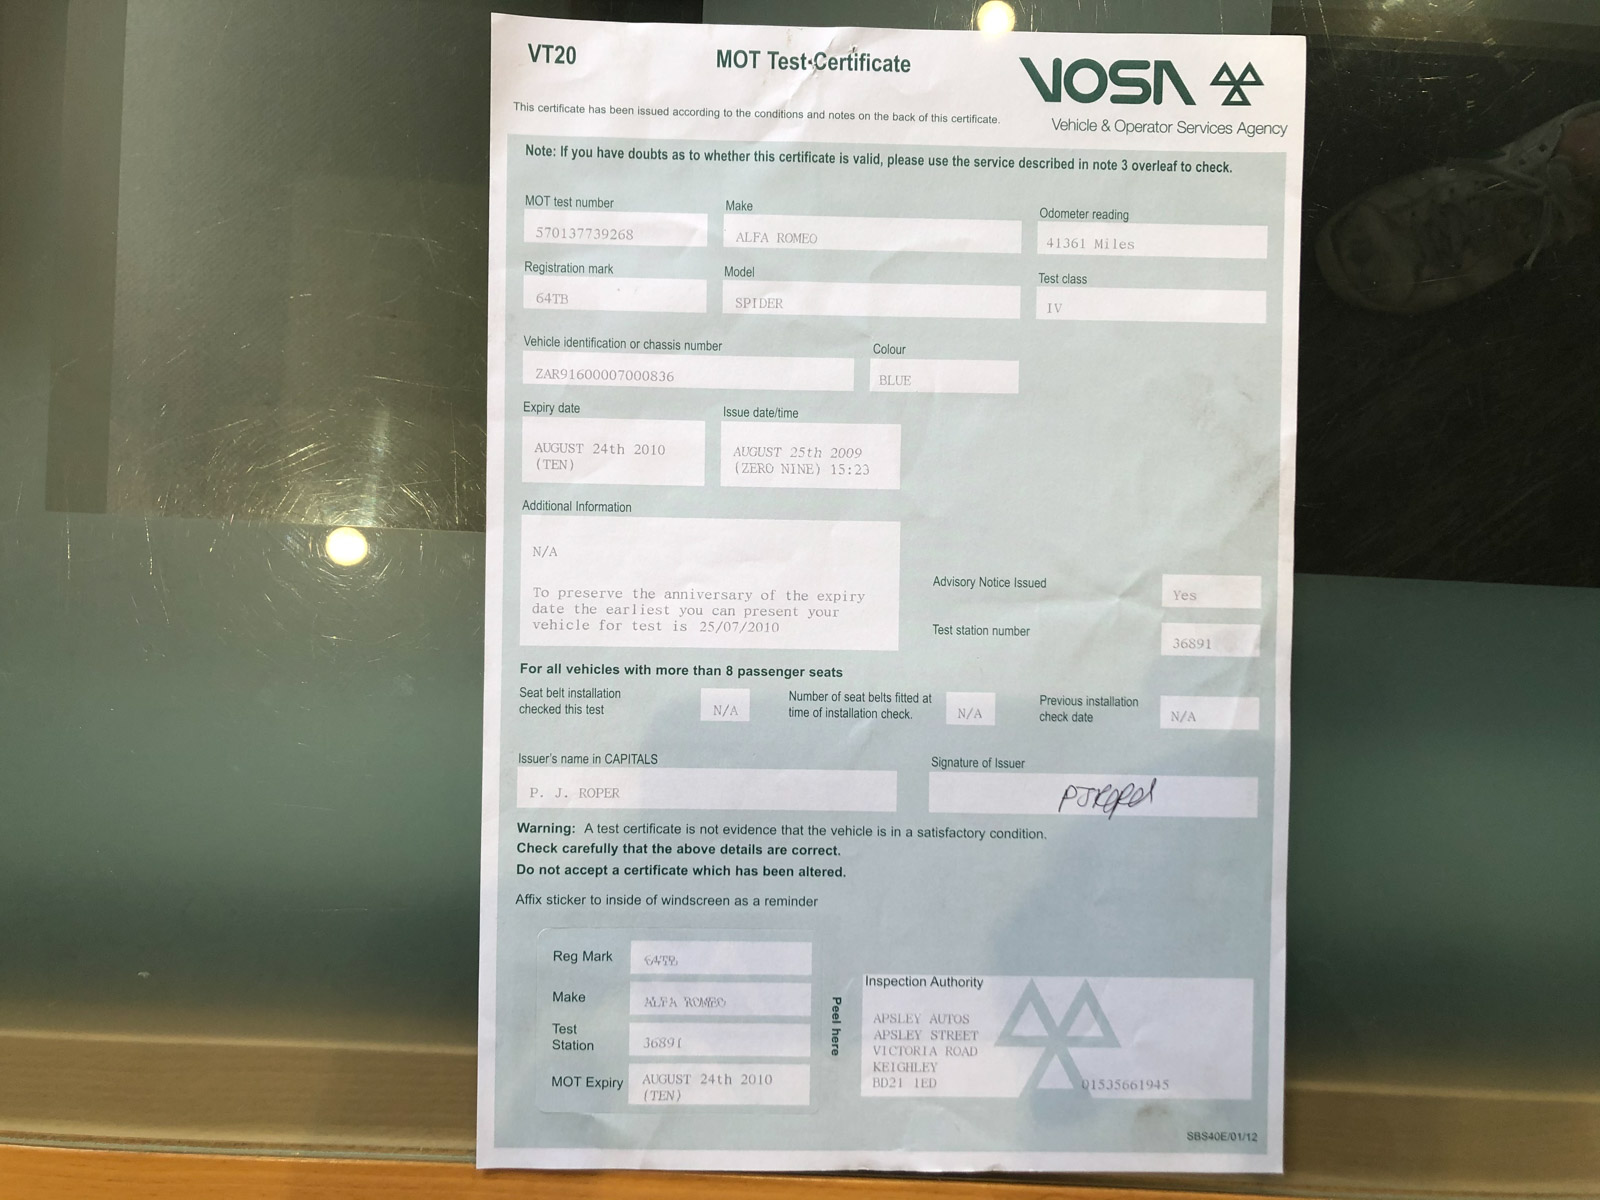 VT20
MOT Test Certificate
VOSA
Vehicle & Operator Services Agency
This certificate has been issued according to the conditions and notes on the back of this certificate.
Note: If you have doubts as to whether this certificate is valid, please use the service described in note 3 overleaf to check.
MOT test number
Make
Odometer reading
570137739268
ALFA ROMEO
41361 Miles
Registration mark
Model
Test class
64TB
SPIDER
IV
Vehicle identification or chassis number
Colour
ZAR91600007000836
BLUE
Expiry date
Issue date/time
AUGUST 24th 2010
(TEN)
AUGUST 25th 2009
(ZERO NINE) 15:23
Additional Information
N/A
To preserve the anniversary of the expiry
date the earliest you can present your
vehicle for test is 25/07/2010
Advisory Notice Issued
Yes
Test station number
36891
For all vehicles with more than 8 passenger seats
Seat belt installation
checked this test
N/A
Number of seat belts fitted at
time of installation check.
N/A
Previous installation
check date
N/A
Issuer's name in CAPITALS
P. J. ROPER
Signature of Issuer
PJRoper
Warning: A test certificate is not evidence that the vehicle is in a satisfactory condition.
Check carefully that the above details are correct.
Do not accept a certificate which has been altered.
Affix sticker to inside of windscreen as a reminder
Reg Mark
64TB
Make
ALFA ROMEO
Test
Station
36891
MOT Expiry
AUGUST 24th 2010
(TEN)
Peel here
Inspection Authority
APSLEY AUTOS
APSLEY STREET
VICTORIA ROAD
KEIGHLEY
BD21 1ED
01535661945
SBS40E/01/12